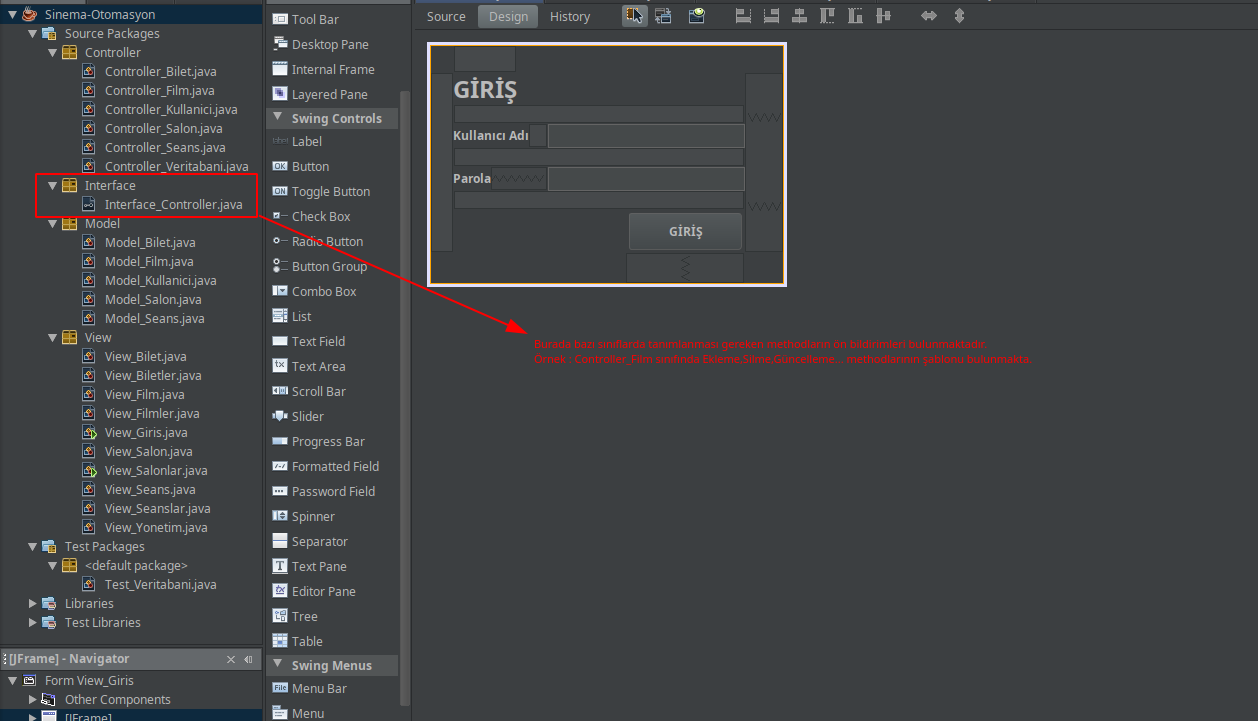 Sinema-Otomasyon
Source Packages
Controller
Controller_Bilet.java
Controller_Film.java
Controller_Kullanici.java
Controller_Salon.java
Controller_Seans.java
Controller_Veritabani.java
Interface
Interface_Controller.java
Model
Model_Bilet.java
Model_Film.java
Model_Kullanici.java
Model_Salon.java
Model_Seans.java
View
View_Bilet.java
View_Biletler.java
View_Film.java
View_Filmler.java
View_Giris.java
View_Salon.java
View_Salonlar.java
View_Seans.java
View_Seanslar.java
View_Yonetim.java
Test Packages
<default package>
Test_Veritabani.java
Libraries
Test Libraries
[JFrame] - Navigator
Form View_Giris
Other Components
[JFrame]
Tool Bar
Desktop Pane
Internal Frame
Layered Pane
Swing Controls
label Label
OK Button
ON Toggle Button
Check Box
Radio Button
Button Group
Combo Box
List
Text Field
Text Area
Scroll Bar
Slider
Progress Bar
Formatted Field
Password Field
Spinner
Separator
T Text Pane
Editor Pane
Tree
Table
Swing Menus
File Menu Bar
Menu
Source Design History
GİRİŞ
Kullanıcı Adı
Parola
GİRİŞ
Burada bazı sınıflarda tanımlanması gereken methodların ön bildirimleri bulunmaktadır.
Örnek : Controller_Film sınıfında Ekleme,Silme,Güncelleme... methodlarının şablonu bulunmakta.